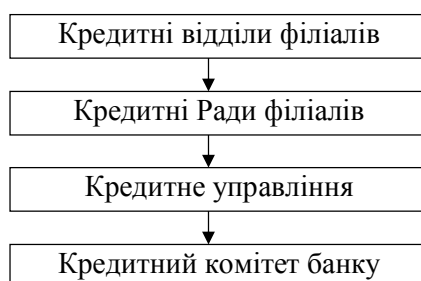 Кредитні відділи філіалів
Кредитні Ради філіалів
Кредитне управління
Кредитний комітет банку